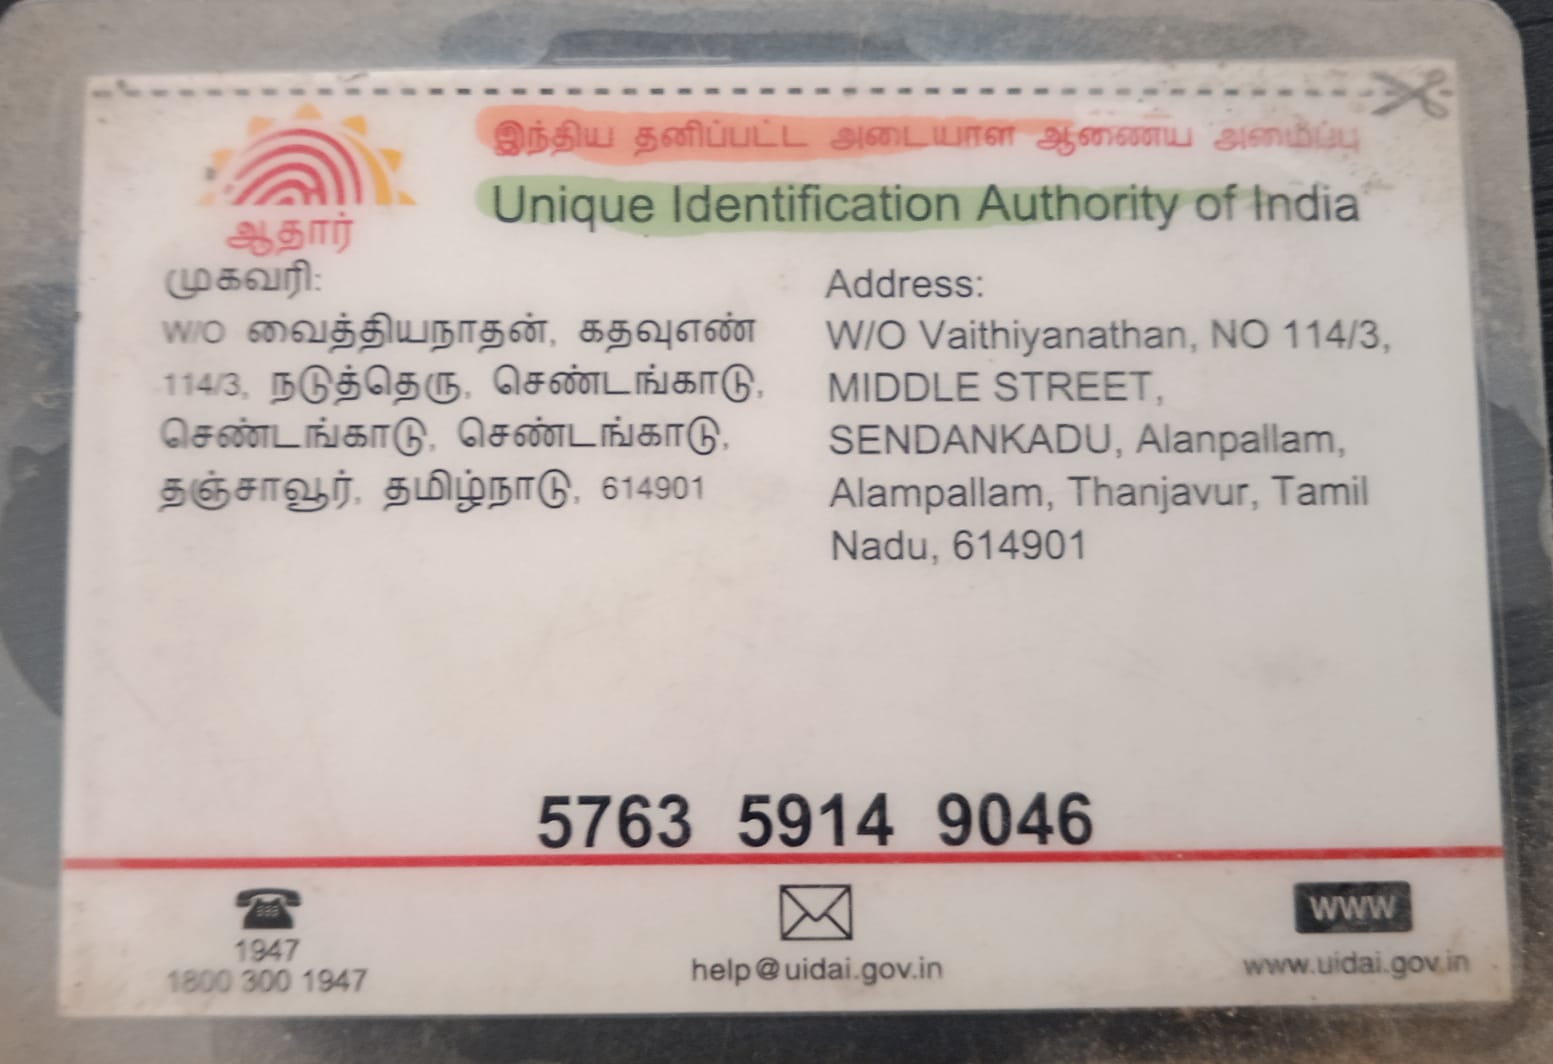 இந்திய தனிப்பட்ட அடையாள ஆணைய அமைப்பு
Unique Identification Authority of India
ஆதார்
முகவரி:
W/O வைத்தியநாதன், கதவுஎண்
114/3, நடுத்தெரு, செண்டங்காடு,
செண்டங்காடு, செண்டங்காடு,
தஞ்சாவூர், தமிழ்நாடு, 614901
Address:
W/O Vaithiyanathan, NO 114/3,
MIDDLE STREET,
SENDANKADU, Alanpallam,
Alampallam, Thanjavur, Tamil
Nadu, 614901
5763 5914 9046
1947
1800 300 1947
help@uidai.gov.in
WWW
www.uidai.gov.in